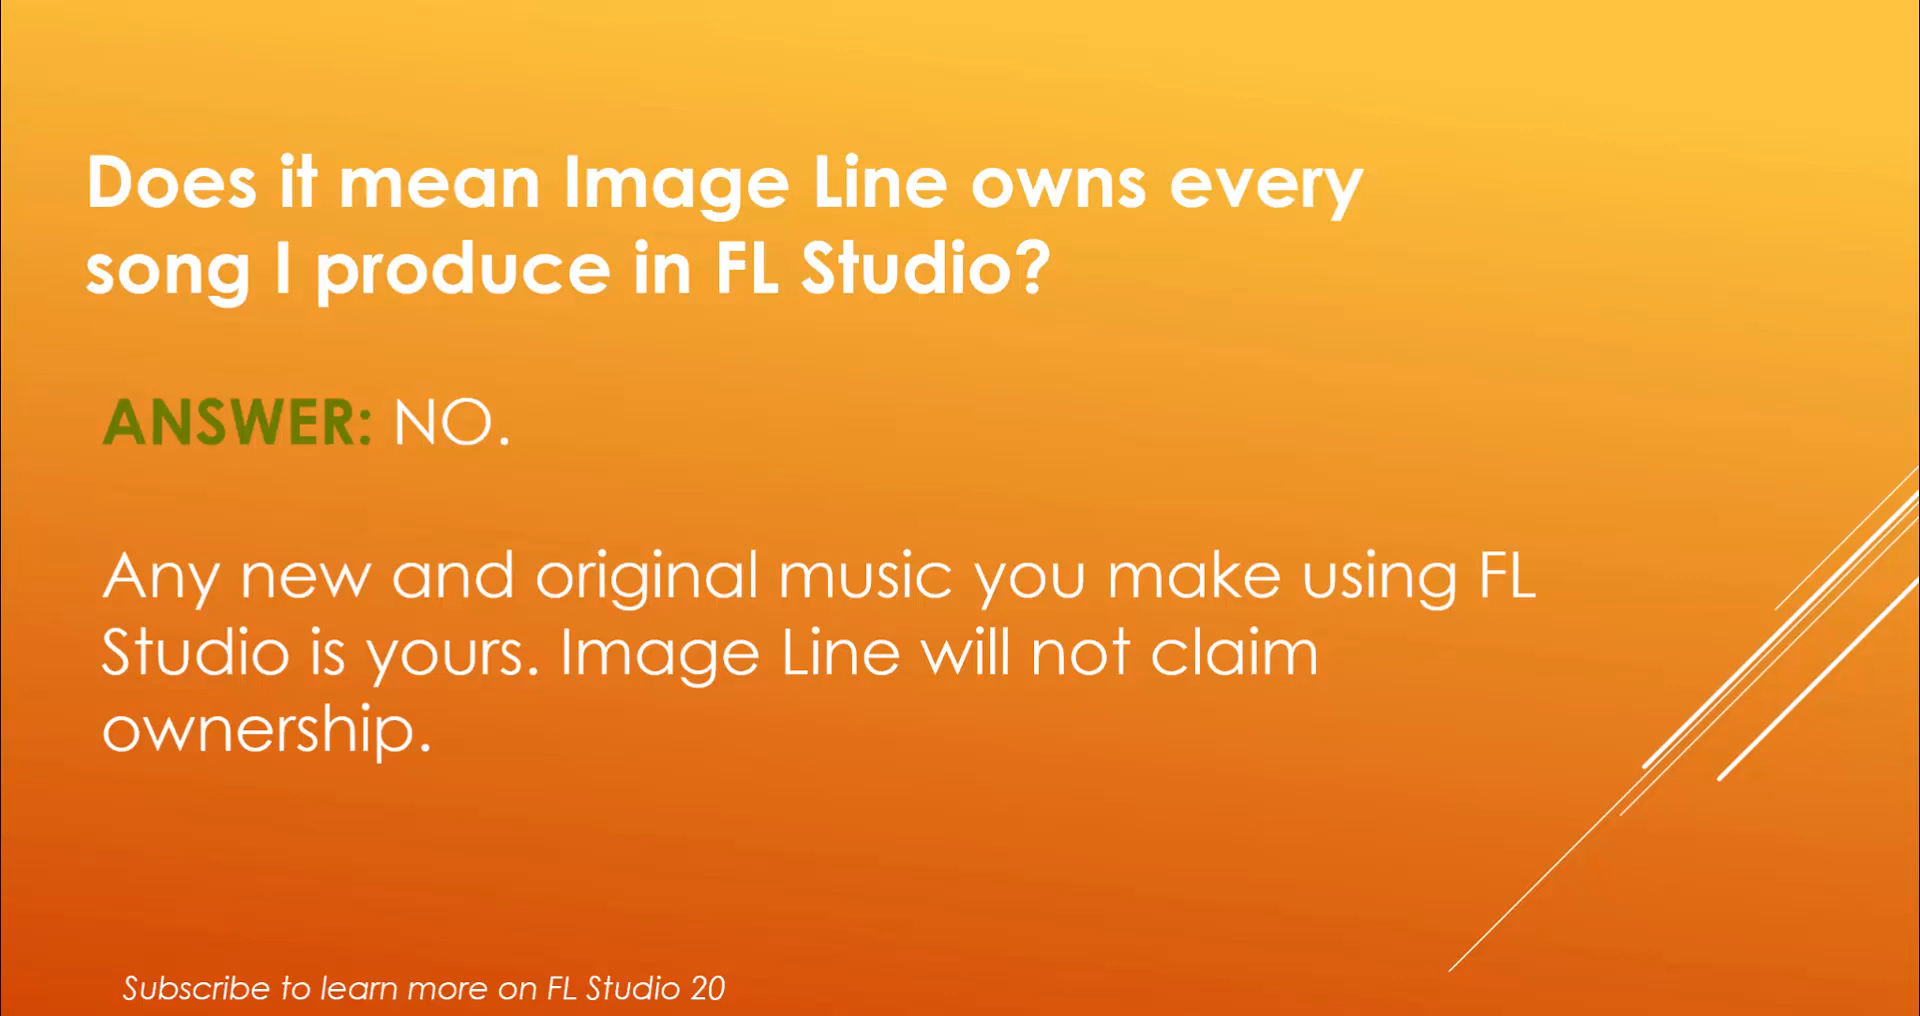 Does it mean Image Line owns every
song I produce in FL Studio?
ANSWER: NO.
Any new and original music you make using FL
Studio is yours. Image Line will not claim
ownership.
Subscribe to learn more on FL Studio 20